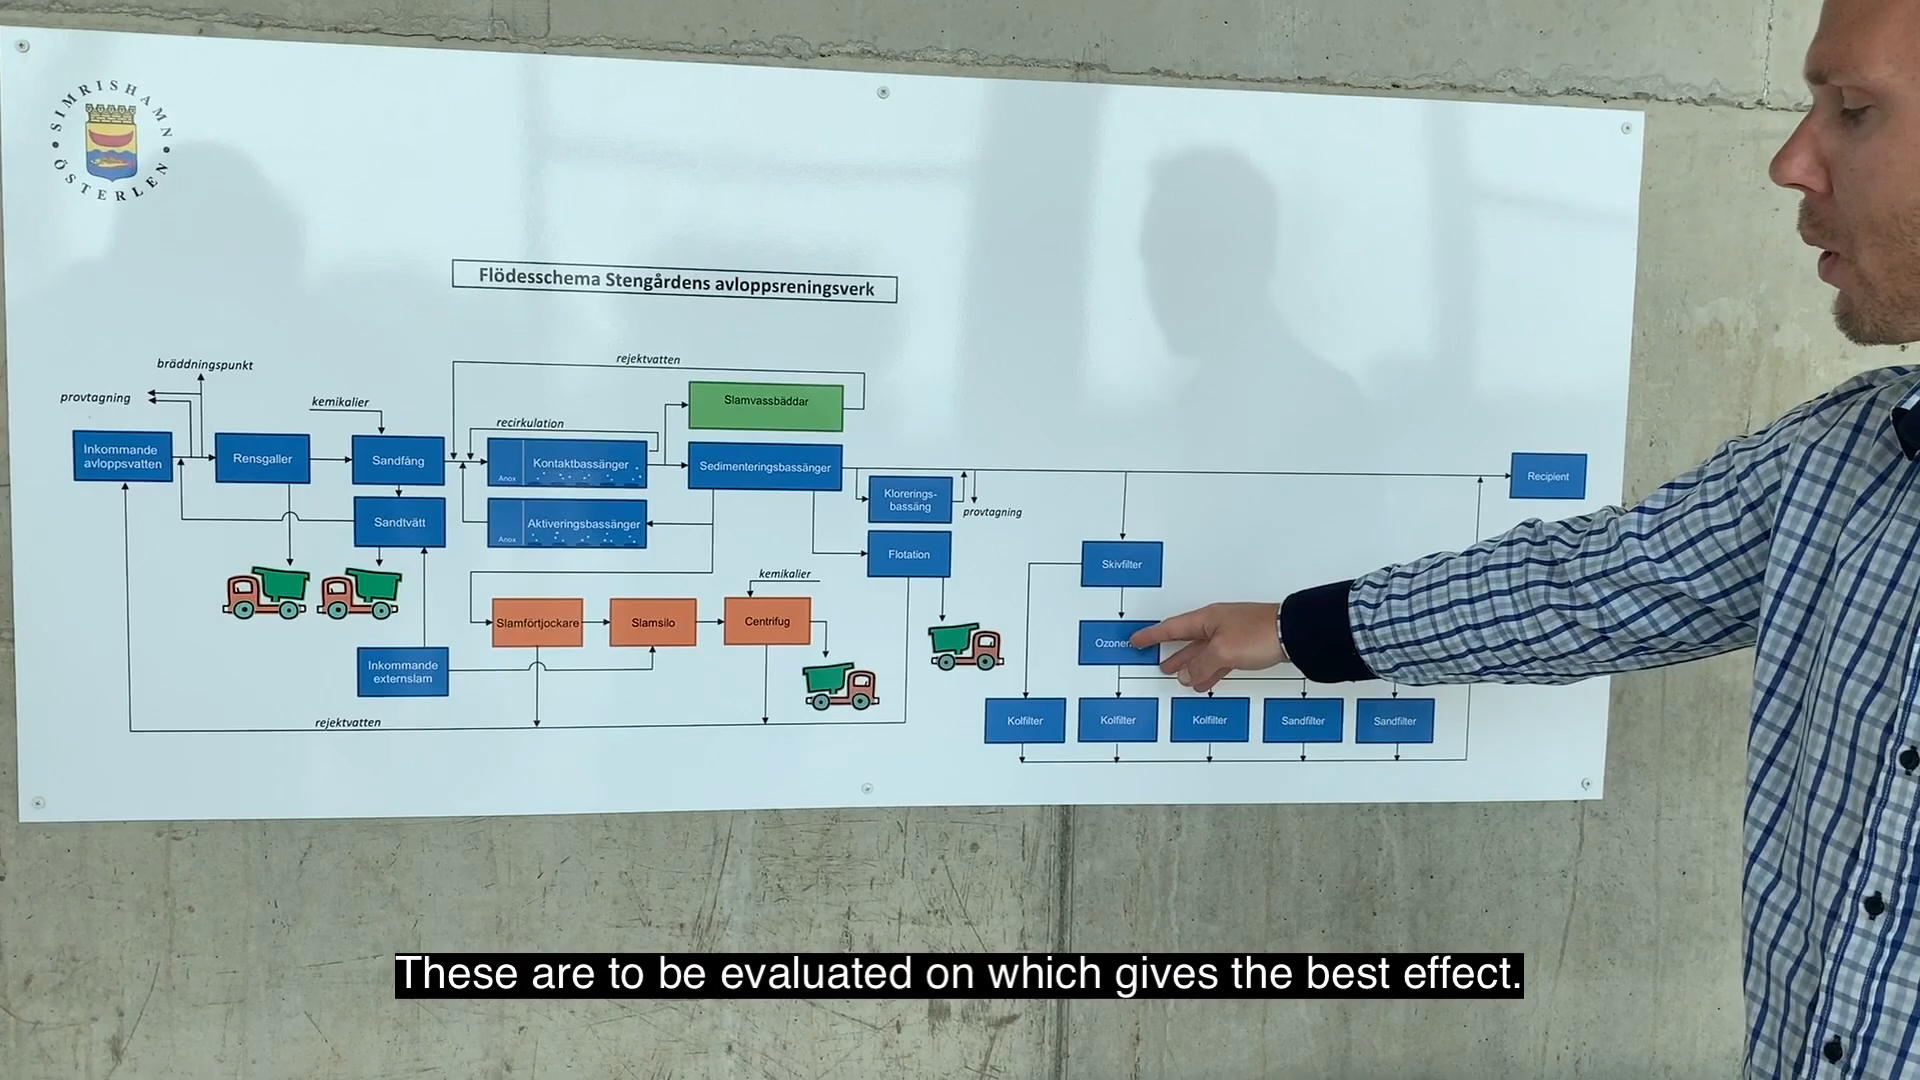 SIMRISHAMN
ÖSTERLEN
Flödesschema Stengårdens avloppsreningsverk
rejektvatten
bräddningspunkt
provtagning
kemikalier
recirkulation
Slamvassbäddar
Inkommande
avloppsvatten
Rensgaller
Sandfång
Kontaktbassänger
Anox
Sedimenteringsbassänger
Recipient
Klorerings-
bassäng
provtagning
Sandtvätt
Aktiveringsbassänger
Anox
Flotation
Skivfilter
kemikalier
Slamförtjockare
Slamsilo
Centrifug
Inkommande
externslam
rejektvatten
Kolfilter
Kolfilter
Kolfilter
Sandfilter
Sandfilter
These are to be evaluated on which gives the best effect.